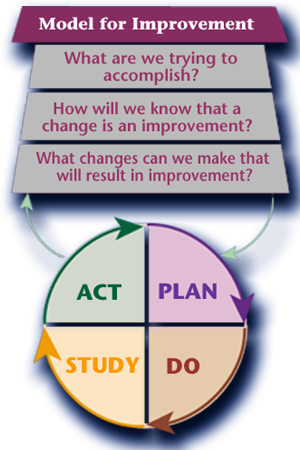 Model for Improvement
What are we trying to
accomplish?
How will we know that a
change is an improvement?
What changes can we make that
will result in improvement?
ACT PLAN
STUDY DO